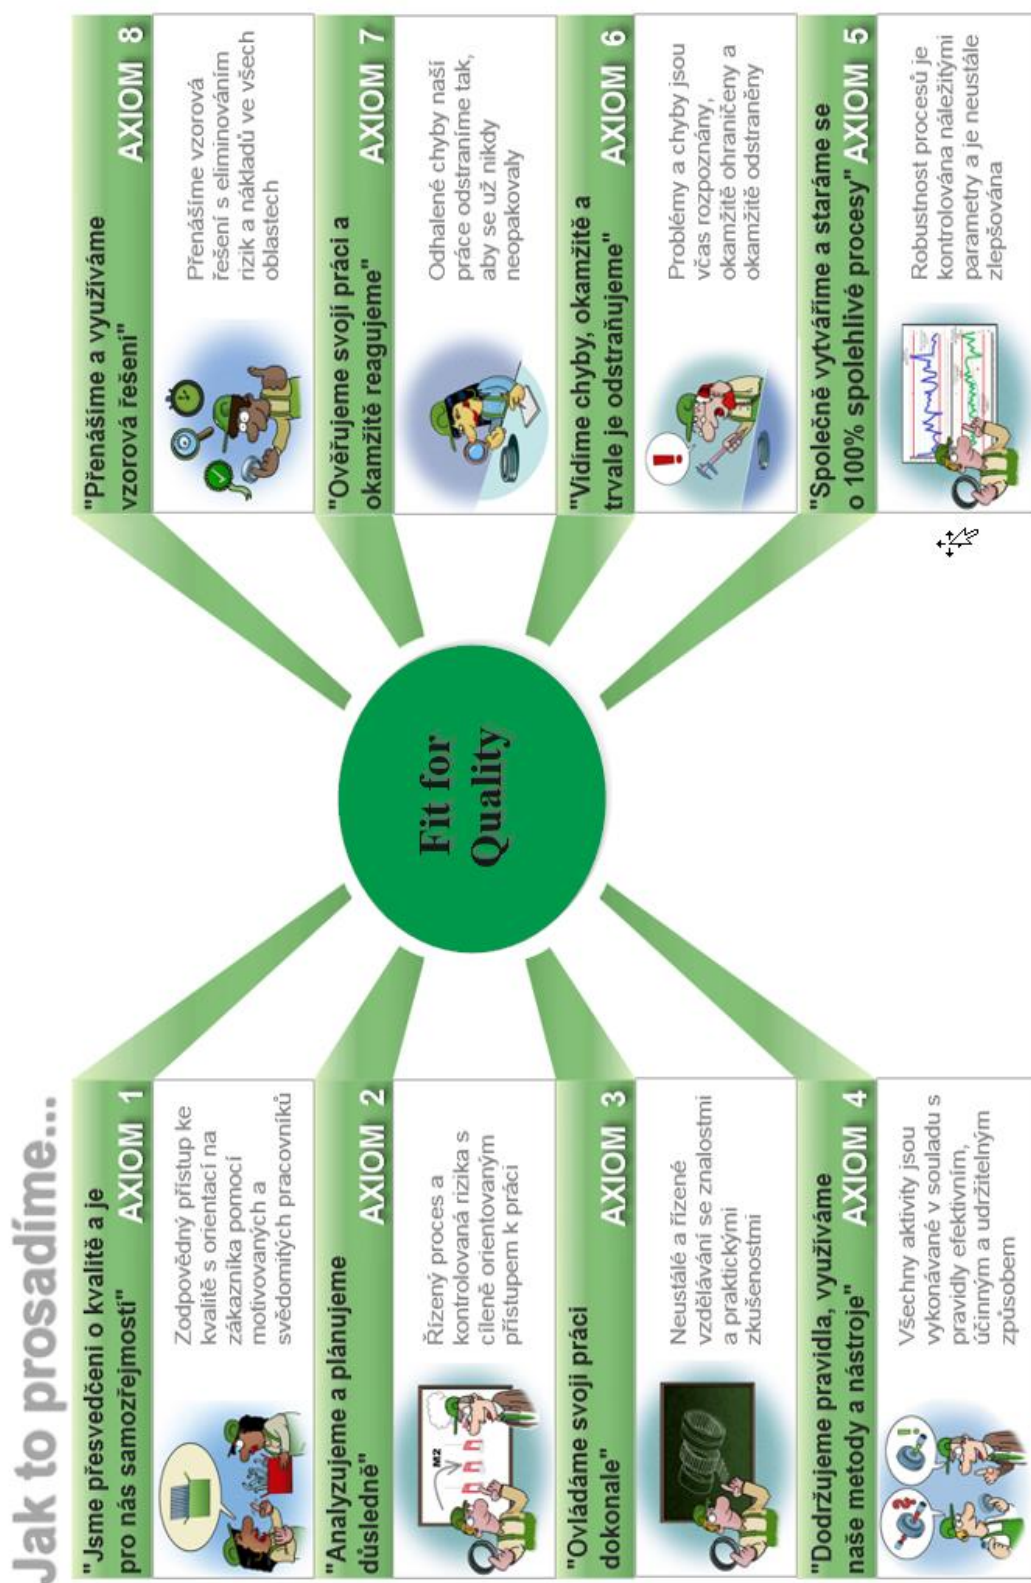 Jak to prosadíme...
"Jsme přesvědčeni o kvalitě a je
pro nás samozřejmostí" AXIOM 1
Zodpovědný přístup ke
kvalitě s orientací na
zákazníka pomocí
motivovaných a
svědomitých pracovníků
"Analyzujeme a plánujeme
důsledně" AXIOM 2
M2
Řízený proces a
kontrolovaná rizika s
cíleně orientovaným
přístupem k práci
"Ovládáme svoji práci
dokonale" AXIOM 3
Neustálé a řízené
vzdělávání se znalostmi
a praktickými
zkušenostmi
"Dodržujeme pravidla, využíváme
naše metody a nástroje" AXIOM 4
?
!
Všechny aktivity jsou
vykonávané v souladu s
pravidly efektivním,
účinným a udržitelným
způsobem
Fit for
Quality
"Přenášíme a využíváme
vzorová řešení" AXIOM 8
Přenášíme vzorová
řešení s eliminováním
rizik a nákladů ve všech
oblastech
"Ověřujeme svojí práci a
okamžitě reagujeme" AXIOM 7
Odhalené chyby naší
práce odstraníme tak,
aby se už nikdy
neopakovaly
"Vidíme chyby, okamžitě a
trvale je odstraňujeme" AXIOM 6
!
Problémy a chyby jsou
včas rozpoznány,
okamžitě ohraničeny a
okamžitě odstraněny
"Společně vytváříme a staráme se
o 100% spolehlivé procesy" AXIOM 5
Robustnost procesů je
kontrolována náležitými
parametry a je neustále
zlepšována